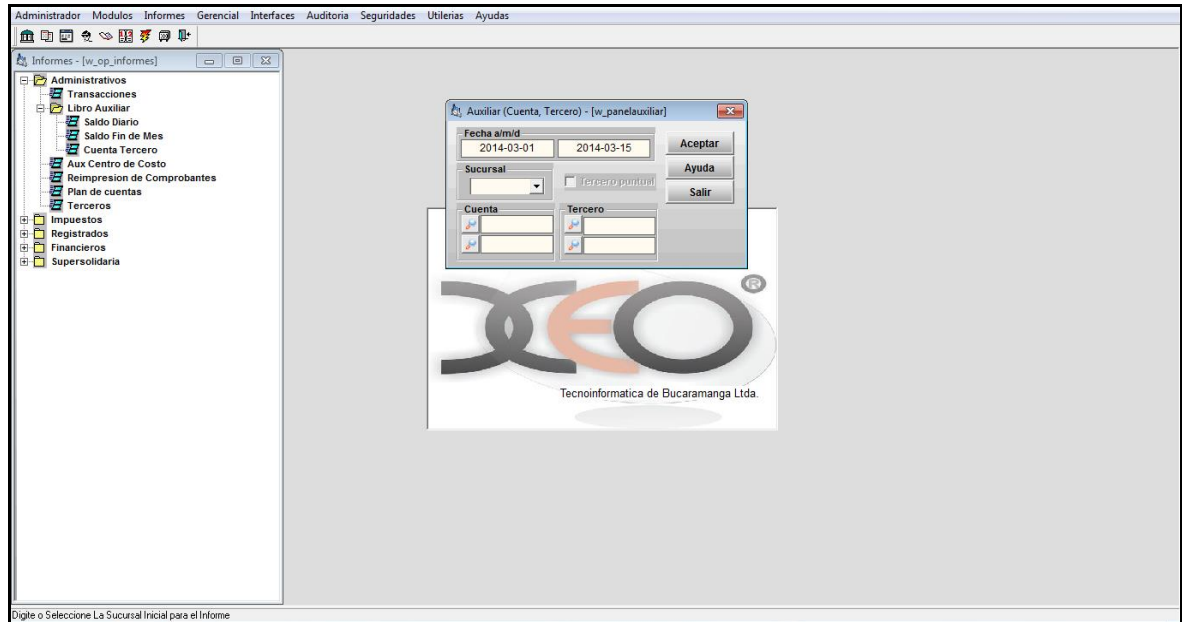 Administrador Modulos Informes Gerencial Interfaces Auditoria Seguridades Utilerias Ayudas
Informes - [w_op_informes]
Administrativos
Transacciones
Libro Auxiliar
Saldo Diario
Saldo Fin de Mes
Cuenta Tercero
Aux Centro de Costo
Reimpresion de Comprobantes
Plan de cuentas
Terceros
Impuestos
Registrados
Financieros
Supersolidaria
Auxiliar (Cuenta, Tercero) - [w_panelauxiliar]
Fecha a/m/d
2014-03-01 2014-03-15 Aceptar
Sucursal Tercero puntual Ayuda
Salir
Cuenta Tercero
XEO ®
Tecnoinformatica de Bucaramanga Ltda.
Digite o Seleccione La Sucursal Inicial para el Informe